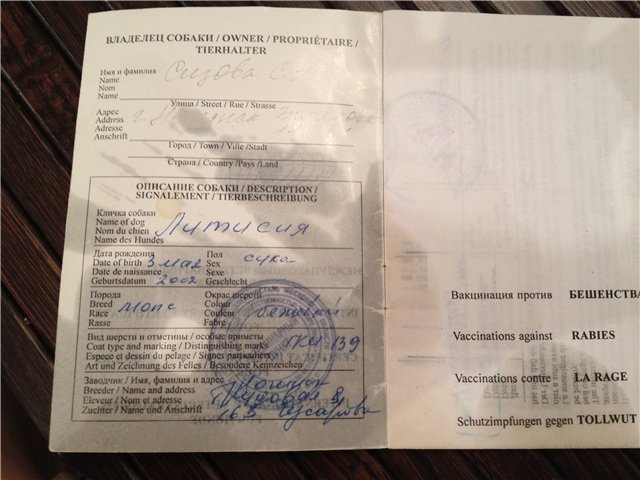 ВЛАДЕЛЕЦ СОБАКИ / OWNER / PROPRIÉTAIRE /
TIERHALTER
Имя и фамилия
Name
Nom
Name
Сизова
Улица / Street / Rue / Strasse
Адрес
Address
Adresse
Anschrift
г.
Город / Town / Ville /Stadt
Страна / Country /Pays /Land
ОПИСАНИЕ СОБАКИ / DESCRIPTION /
SIGNALEMENT / TIERBESCHREIBUNG
Кличка собаки
Name of dog
Nom du chien
Name des Hundes
Литисия
Дата рождения
Date of birth
Date de naissance
Geburtsdatum
3 мая
2002
Пол
Sex
Sexe
Geschlecht
сука
Порода
Breed
Race
Rasse
мопс
Окрас шерсти
Colour
Couleur
Fabre
бежевый
Вид шерсти и отметины / особые приметы
Coat type and marking / Distinguishing marks
Espece et dessin du pelage / Signes particuliers
Art und Zeichnung des Felles / Besondere Kennzeichen
139
Заводчик / Имя, фамилия и адрес
Breeder / Name and address
Eleveur / Nom et adresse
Zuchter / Name und Anschrift
Трудовая
Вакцинация против БЕШЕНСТВА
Vaccinations against RABIES
Vaccinations contre LA RAGE
Schutzimpfungen gegen TOLLWUT